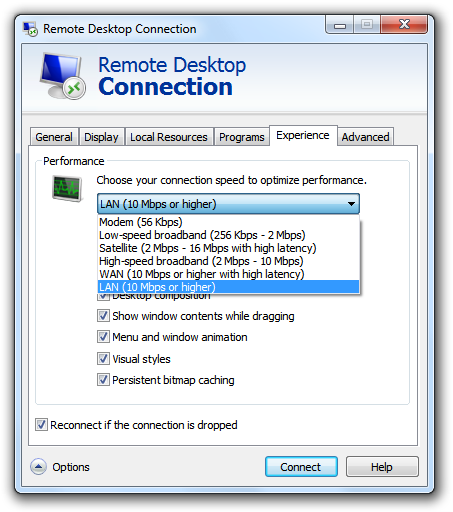 Remote Desktop Connection
Remote Desktop
Connection
General Display Local Resources Programs Experience Advanced
Performance
Choose your connection speed to optimize performance.
LAN (10 Mbps or higher)
Modem (56 Kbps)
Low-speed broadband (256 Kbps - 2 Mbps)
Satellite (2 Mbps - 16 Mbps with high latency)
High-speed broadband (2 Mbps - 10 Mbps)
WAN (10 Mbps or higher with high latency)
LAN (10 Mbps or higher)
Desktop composition
Show window contents while dragging
Menu and window animation
Visual styles
Persistent bitmap caching
Reconnect if the connection is dropped
Options Connect Help